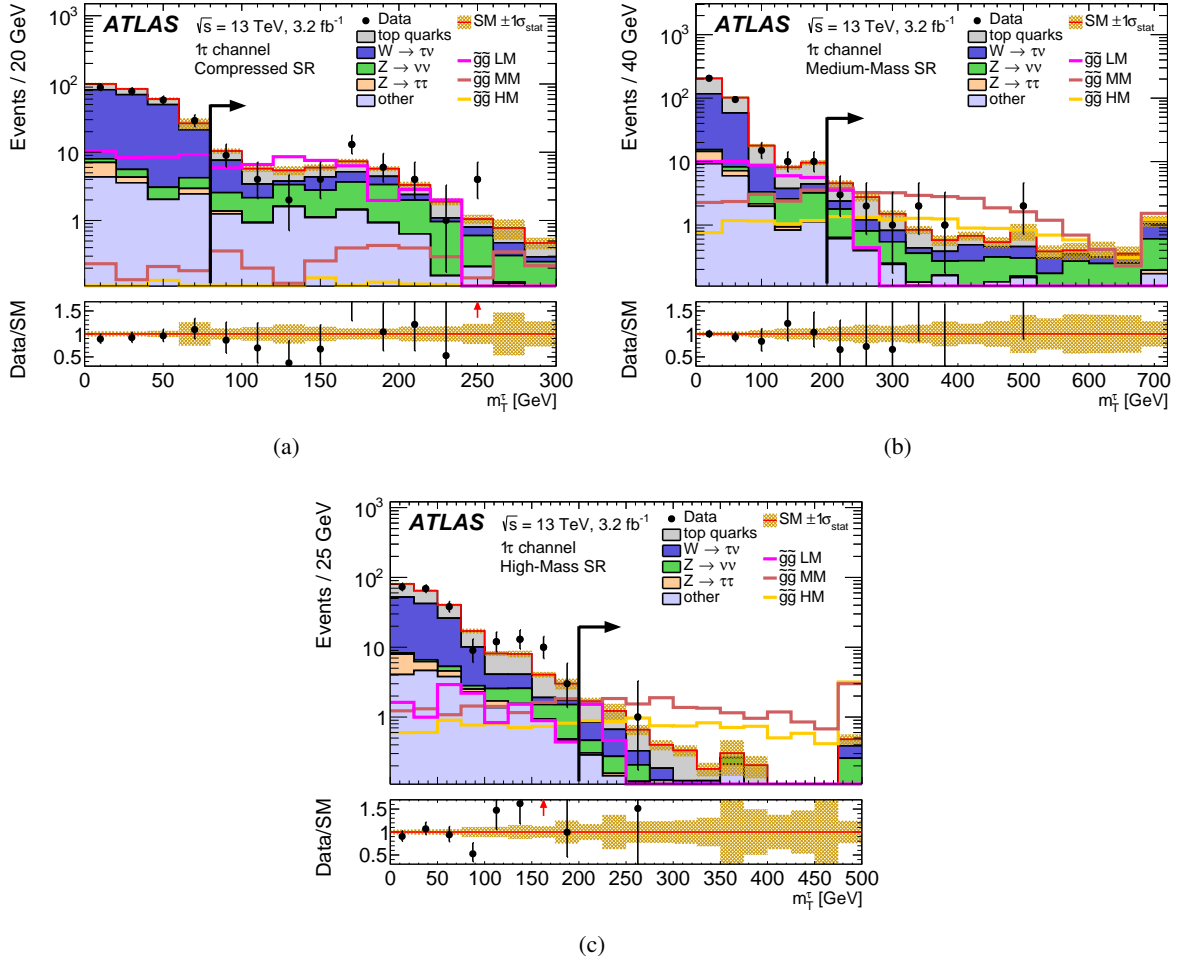 ATLAS
√s = 13 TeV, 3.2 fb⁻¹
1π channel
Compressed SR
Data
top quarks
W → τν
Z → νν
Z → ττ
other
SM ±1σstat
g̃g̃ LM
g̃g̃ MM
g̃g̃ HM
Events / 20 GeV
10³
10²
10
1
Data/SM
1.5
1
0.5
0 50 100 150 200 250 300
m_T^τ [GeV]
(a)
ATLAS
√s = 13 TeV, 3.2 fb⁻¹
1π channel
Medium-Mass SR
Data
top quarks
W → τν
Z → νν
Z → ττ
other
SM ±1σstat
g̃g̃ LM
g̃g̃ MM
g̃g̃ HM
Events / 40 GeV
10³
10²
10
1
Data/SM
1.5
1
0.5
0 100 200 300 400 500 600 700
m_T^τ [GeV]
(b)
ATLAS
√s = 13 TeV, 3.2 fb⁻¹
1π channel
High-Mass SR
Data
top quarks
W → τν
Z → νν
Z → ττ
other
SM ±1σstat
g̃g̃ LM
g̃g̃ MM
g̃g̃ HM
Events / 25 GeV
10³
10²
10
1
Data/SM
1.5
1
0.5
0 50 100 150 200 250 300 350 400 450 500
m_T^τ [GeV]
(c)